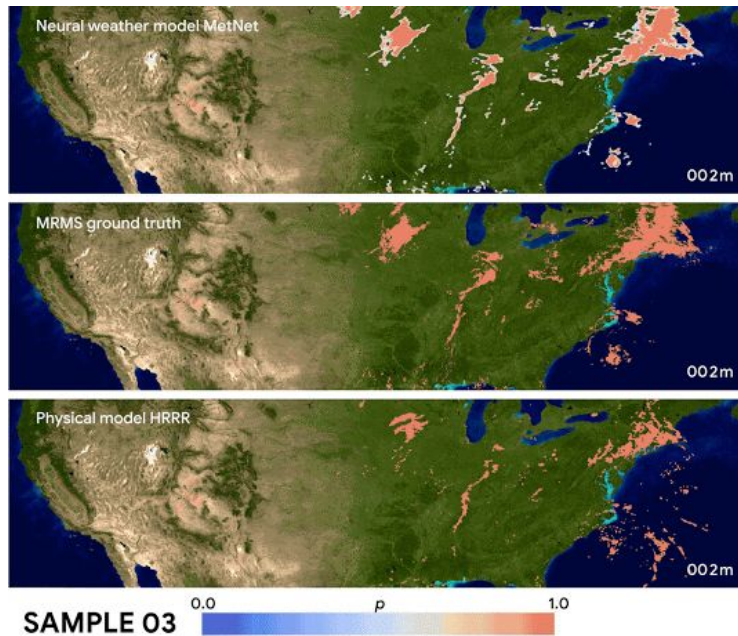 Neural weather model MetNet
002m
MRMS ground truth
002m
Physical model HRRR
002m
0.0 p 1.0
SAMPLE 03